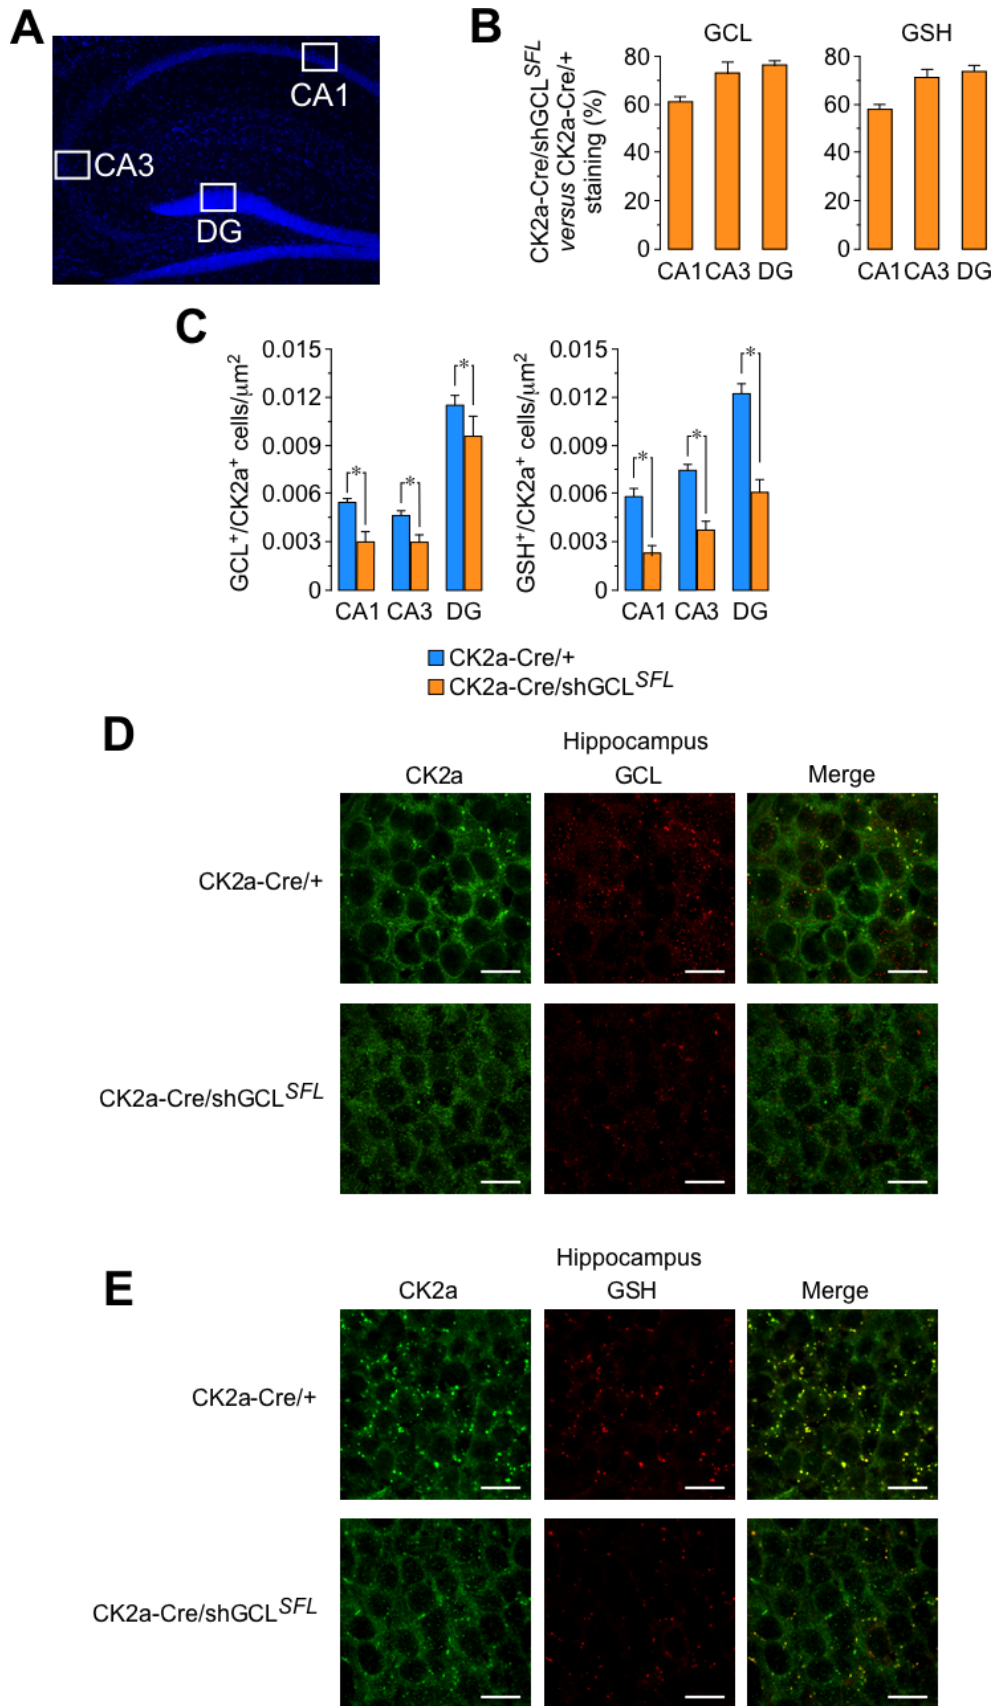 A
CA1
CA3
DG
B
GCL
GSH
CK2a-Cre/shGCL^SFL
versus CK2a-Cre/+
staining (%)
80
60
40
20
0
CA1 CA3 DG
80
60
80
20
0
CA1 CA3 DG
C
GCL+/CK2a+ cells/µm2
0.015
0.012
0.009
0.006
0.003
0
* * *
CA1 CA3 DG
GSH+/CK2a+ cells/µm2
0.015
0.012
0.009
0.006
0.003
0
* * *
CA1 CA3 DG
CK2a-Cre/+
CK2a-Cre/shGCL^SFL
D
Hippocampus
CK2a GCL Merge
CK2a-Cre/+
CK2a-Cre/shGCL^SFL
E
Hippocampus
CK2a GSH Merge
CK2a-Cre/+
CK2a-Cre/shGCL^SFL